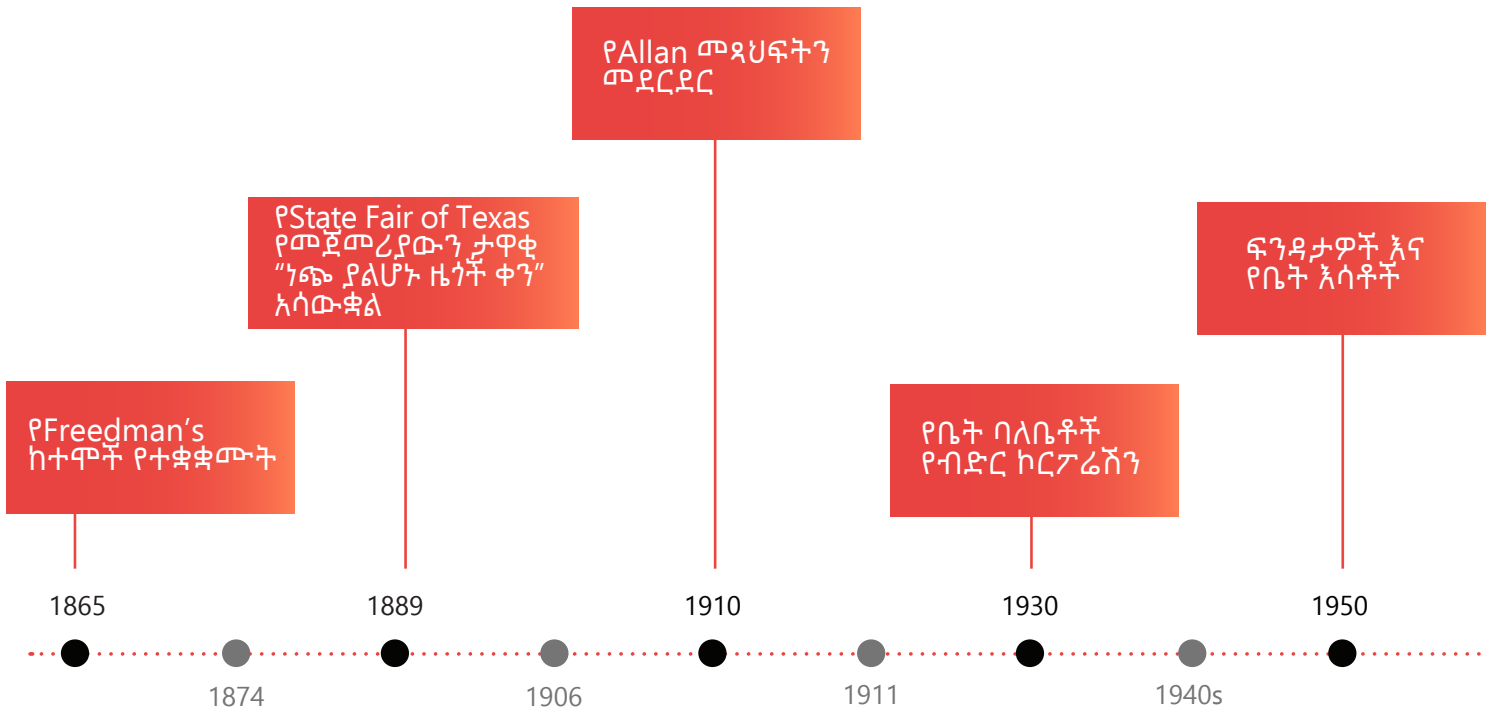 የAllan መጻህፍትን
መደርደር
የState Fair of Texas
የመጀመሪያውን ታዋቂ
“ነጭ ያልሆኑ ዜጎች ቀን”
አሳውቋል
ፍንዳታዎች እና
የቤት እሳቶች
የFreedman’s
ከተሞች የተቋቋሙት
የቤት ባለቤቶች
የብድር ኮርፖሬሽን
1865
1889
1910
1930
1950
1874
1906
1911
1940s